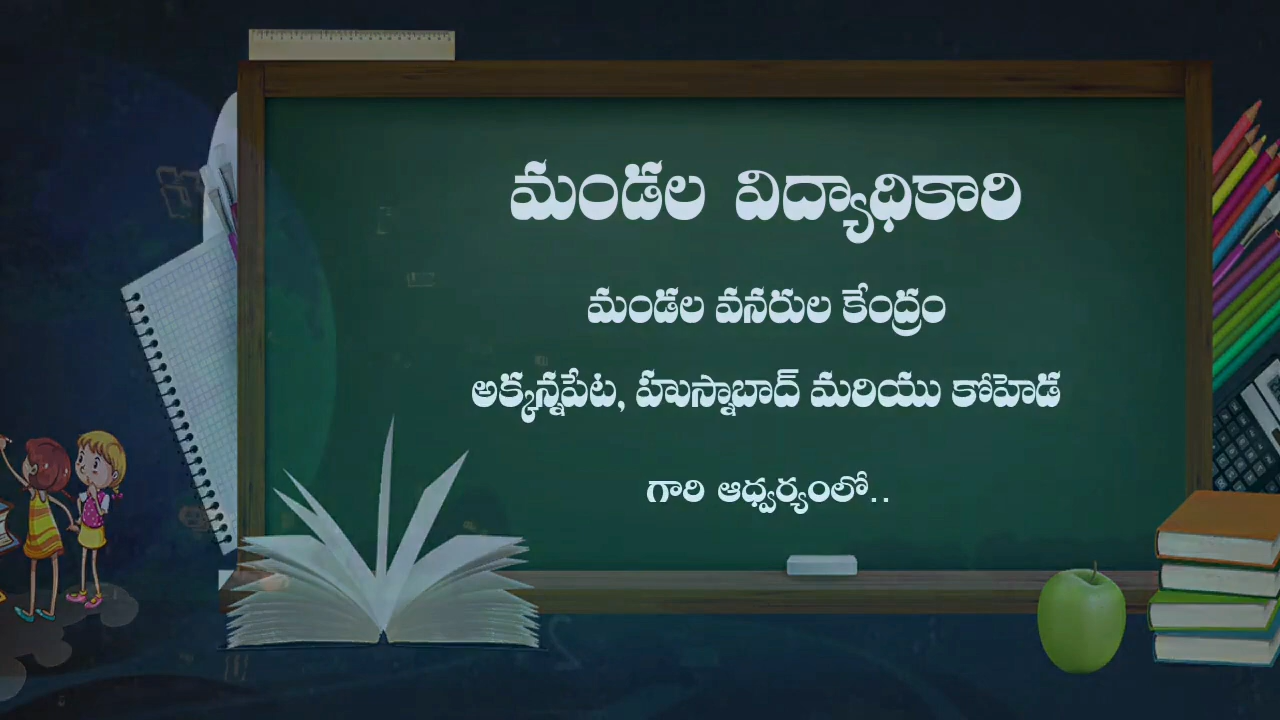 మండల విద్యాధికారి
మండల వనరుల కేంద్రం
అక్కన్నపేట, హుస్నాబాద్ మరియు కోహెడ
గారి ఆధ్వర్యంలో..